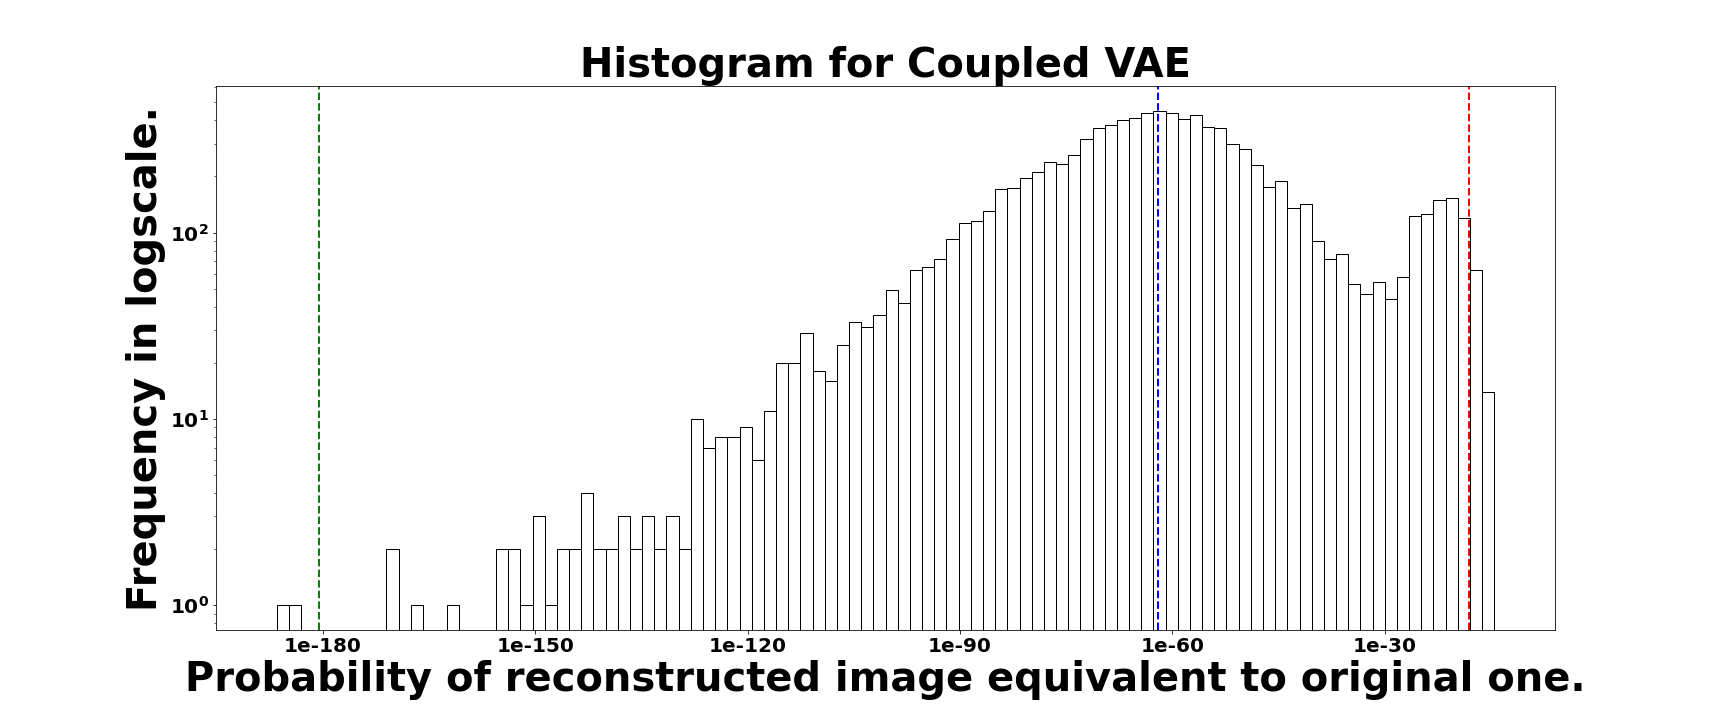 Histogram for Coupled VAE
Frequency in logscale.
10²
10¹
10⁰
1e-180 1e-150 1e-120 1e-90 1e-60 1e-30
Probability of reconstructed image equivalent to original one.